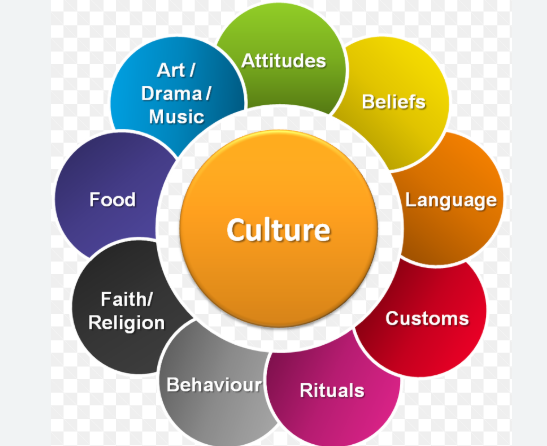 Attitudes
Beliefs
Language
Customs
Rituals
Behaviour
Faith/
Religion
Food
Art /
Drama /
Music
Culture